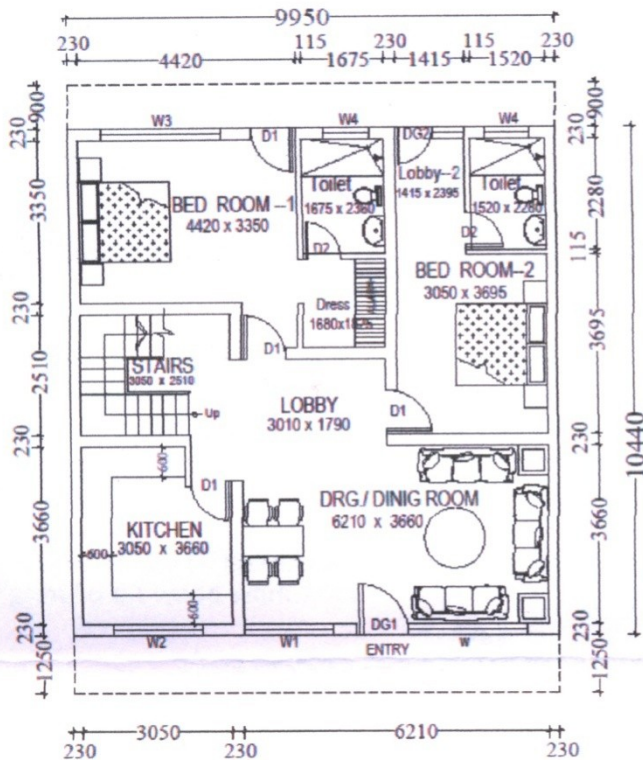 9950
230 115 230 115 230
4420 1675 1415 1520
900 900
230 W3 D1 W4 DG2 W4 230
Toilet Lobby--2 Toilet
1415 x 2395
3350 BED ROOM --1 1675 x 2360 1520 x 2280 2280
4420 x 3350
D2 D2 115
BED ROOM--2
3050 x 3695
Dress
230 3695
D1
STAIRS
3050 x 2510
2510 LOBBY D1
3010 x 1790
Up
230 230 10440
600
D1 DRG./ DINIG ROOM
6210 x 3660
KITCHEN
3050 x 3660
3660 3660
600
600
DG1
230 W2 W1 w 230
ENTRY
1250 1250
3050 6210
230 230 230